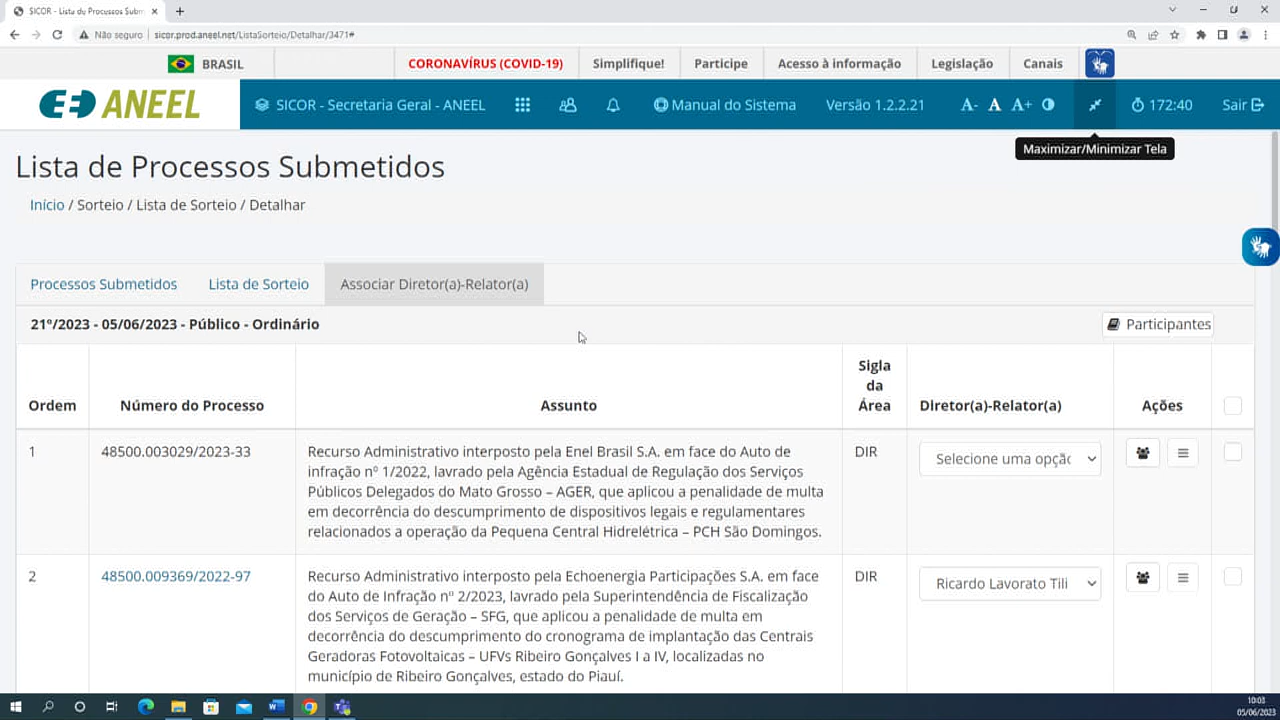 SICOR - Lista de Processos Subm
Não seguro
sicor.prod.aneel.net/ListaSorteio/Detalhar/3471#
BRASIL
CORONAVÍRUS (COVID-19)
Simplifique!
Participe
Acesso à informação
Legislação
Canais
ANEEL
SICOR - Secretaria Geral - ANEEL
Manual do Sistema
Versão 1.2.2.21
A-
A
A+
172:40
Sair
Maximizar/Minimizar Tela
Lista de Processos Submetidos
Início / Sorteio / Lista de Sorteio / Detalhar
Processos Submetidos
Lista de Sorteio
Associar Diretor(a)-Relator(a)
21º/2023 - 05/06/2023 - Público - Ordinário
Participantes
Ordem
Número do Processo
Assunto
Sigla
da
Área
Diretor(a)-Relator(a)
Ações
1
48500.003029/2023-33
Recurso Administrativo interposto pela Enel Brasil S.A. em face do Auto de
infração nº 1/2022, lavrado pela Agência Estadual de Regulação dos Serviços
Públicos Delegados do Mato Grosso – AGER, que aplicou a penalidade de multa
em decorrência do descumprimento de dispositivos legais e regulamentares
relacionados a operação da Pequena Central Hidrelétrica – PCH São Domingos.
DIR
Selecione uma opçã
2
48500.009369/2022-97
Recurso Administrativo interposto pela Echoenergia Participações S.A. em face
do Auto de Infração nº 2/2023, lavrado pela Superintendência de Fiscalização
dos Serviços de Geração – SFG, que aplicou a penalidade de multa em
decorrência do descumprimento do cronograma de implantação das Centrais
Geradoras Fotovoltaicas – UFVs Ribeiro Gonçalves I a IV, localizadas no
município de Ribeiro Gonçalves, estado do Piauí.
DIR
Ricardo Lavorato Tili
10:03
05/06/2023